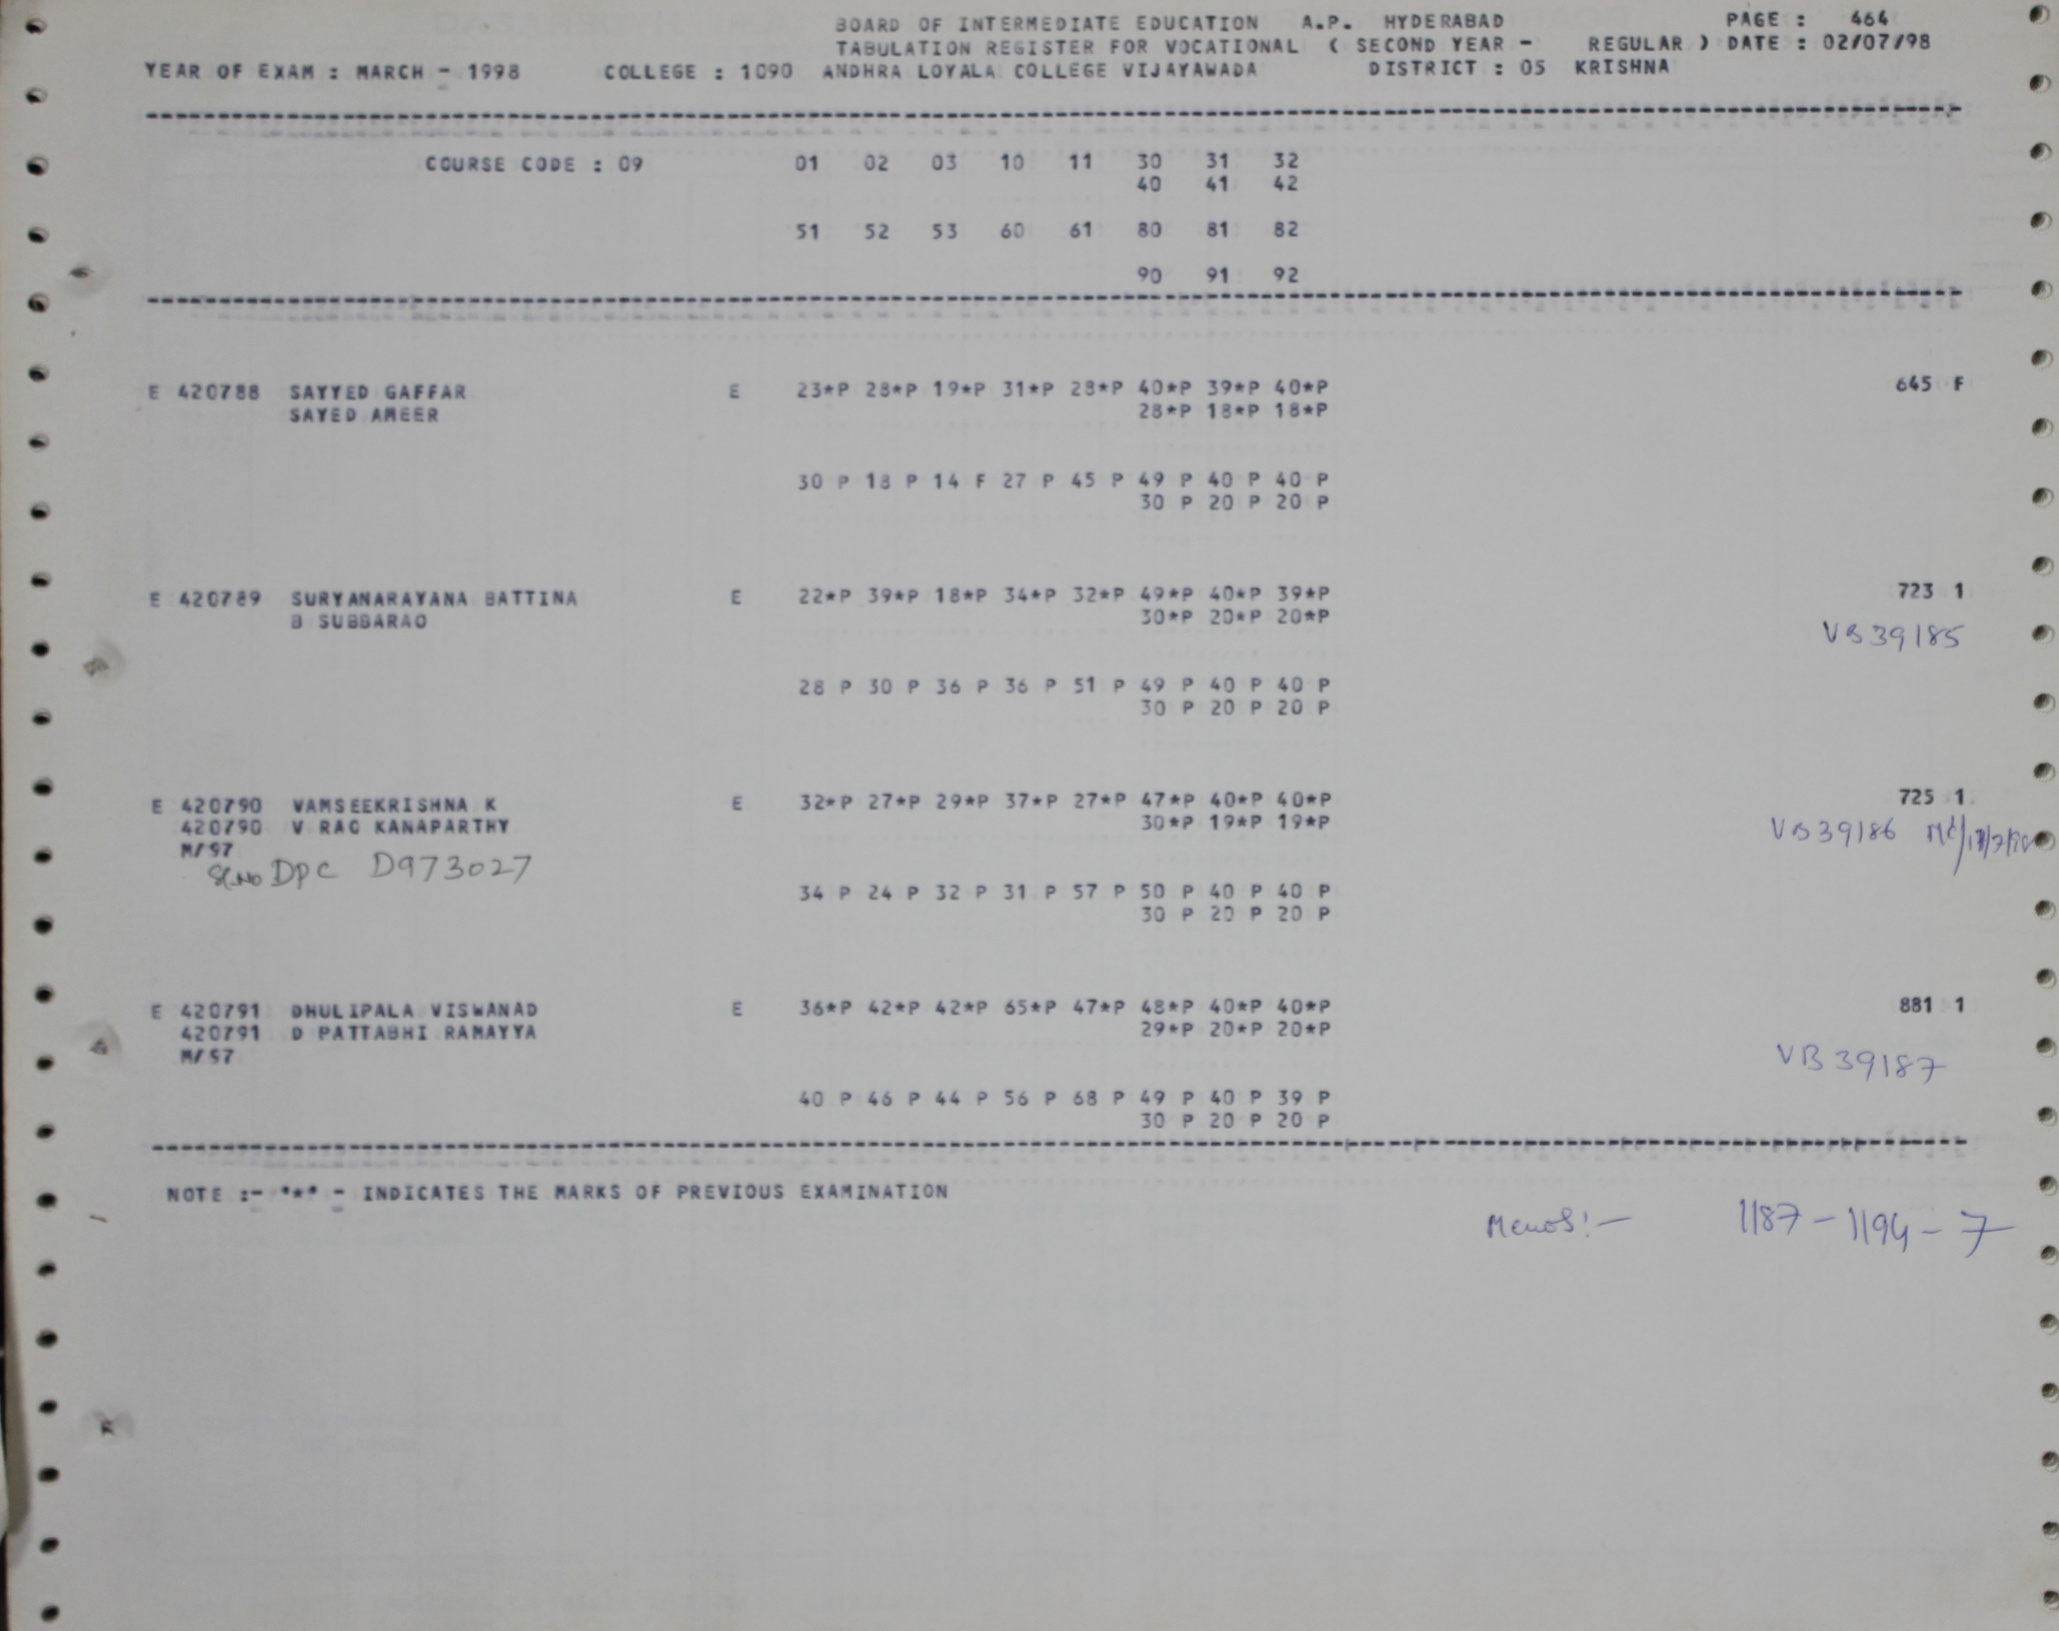 BOARD OF INTERMEDIATE EDUCATION A.P. HYDERABAD PAGE : 464
TABULATION REGISTER FOR VOCATIONAL ( SECOND YEAR - REGULAR ) DATE : 02/07/98
YEAR OF EXAM : MARCH - 1998 COLLEGE : 1090 ANDHRA LOYALA COLLEGE VIJAYAWADA DISTRICT : 05 KRISHNA
COURSE CODE : 09 01 02 03 10 11 30 31 32
40 41 42
51 52 53 60 61 80 81 82
90 91 92
E 420788 SAYYED GAFFAR E 23*P 28*P 19*P 31*P 28*P 40*P 39*P 40*P 645 F
SAYED AMEER 28*P 18*P 18*P
30 P 18 P 14 F 27 P 45 P 49 P 40 P 40 P
30 P 20 P 20 P
E 420789 SURYANARAYANA BATTINA E 22*P 39*P 18*P 34*P 32*P 49*P 40*P 39*P 723 1
B SUBBARAO 30*P 20*P 20*P
VB39185
28 P 30 P 36 P 36 P 51 P 49 P 40 P 40 P
30 P 20 P 20 P
E 420790 VAMSEEKRISHNA K E 32*P 27*P 29*P 37*P 27*P 47*P 40*P 40*P 725 1
420790 V RAO KANAPARTHY 30*P 19*P 19*P
VB39186
M/97
Sl.No DPC D973027
34 P 24 P 32 P 31 P 57 P 50 P 40 P 40 P
30 P 20 P 20 P
E 420791 DHULIPALA VISWANAD E 36*P 42*P 42*P 65*P 47*P 48*P 40*P 40*P 881 1
420791 D PATTABHI RAMAYYA 29*P 20*P 20*P
M/97
VB39187
40 P 46 P 44 P 56 P 68 P 49 P 40 P 39 P
30 P 20 P 20 P
NOTE :- "*" - INDICATES THE MARKS OF PREVIOUS EXAMINATION
Memos:- 1187-1194-7